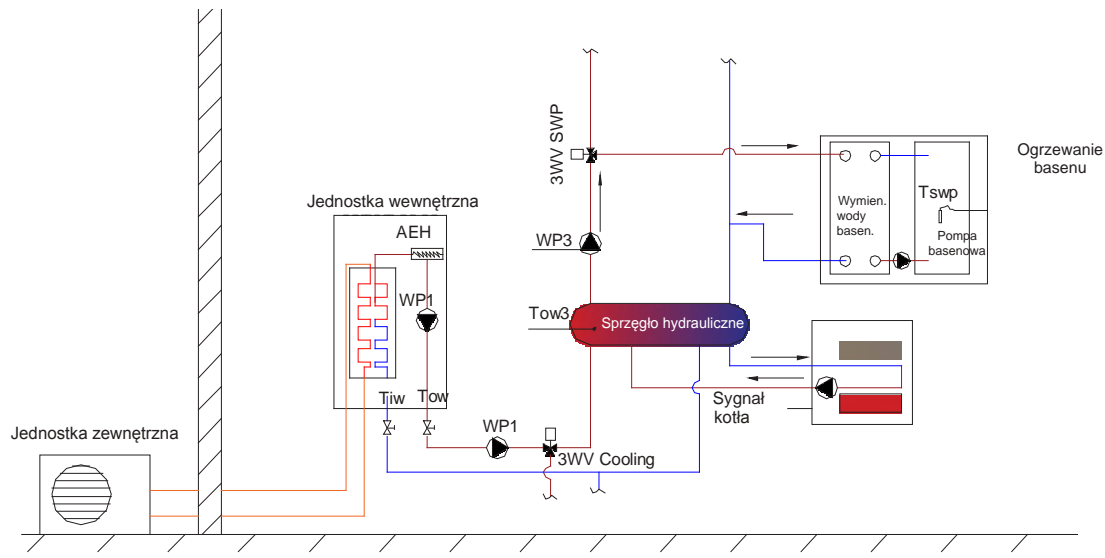 3WV SWP
Ogrzewanie
basenu
Jednostka wewnętrzna
AEH
WP1
Tiw
Tow
WP3
Wymien.
wody
basen.
Tswp
Pompa
basenowa
Tow3
Sprzęgło hydrauliczne
Sygnał
kotła
WP1
3WV Cooling
Jednostka zewnętrzna